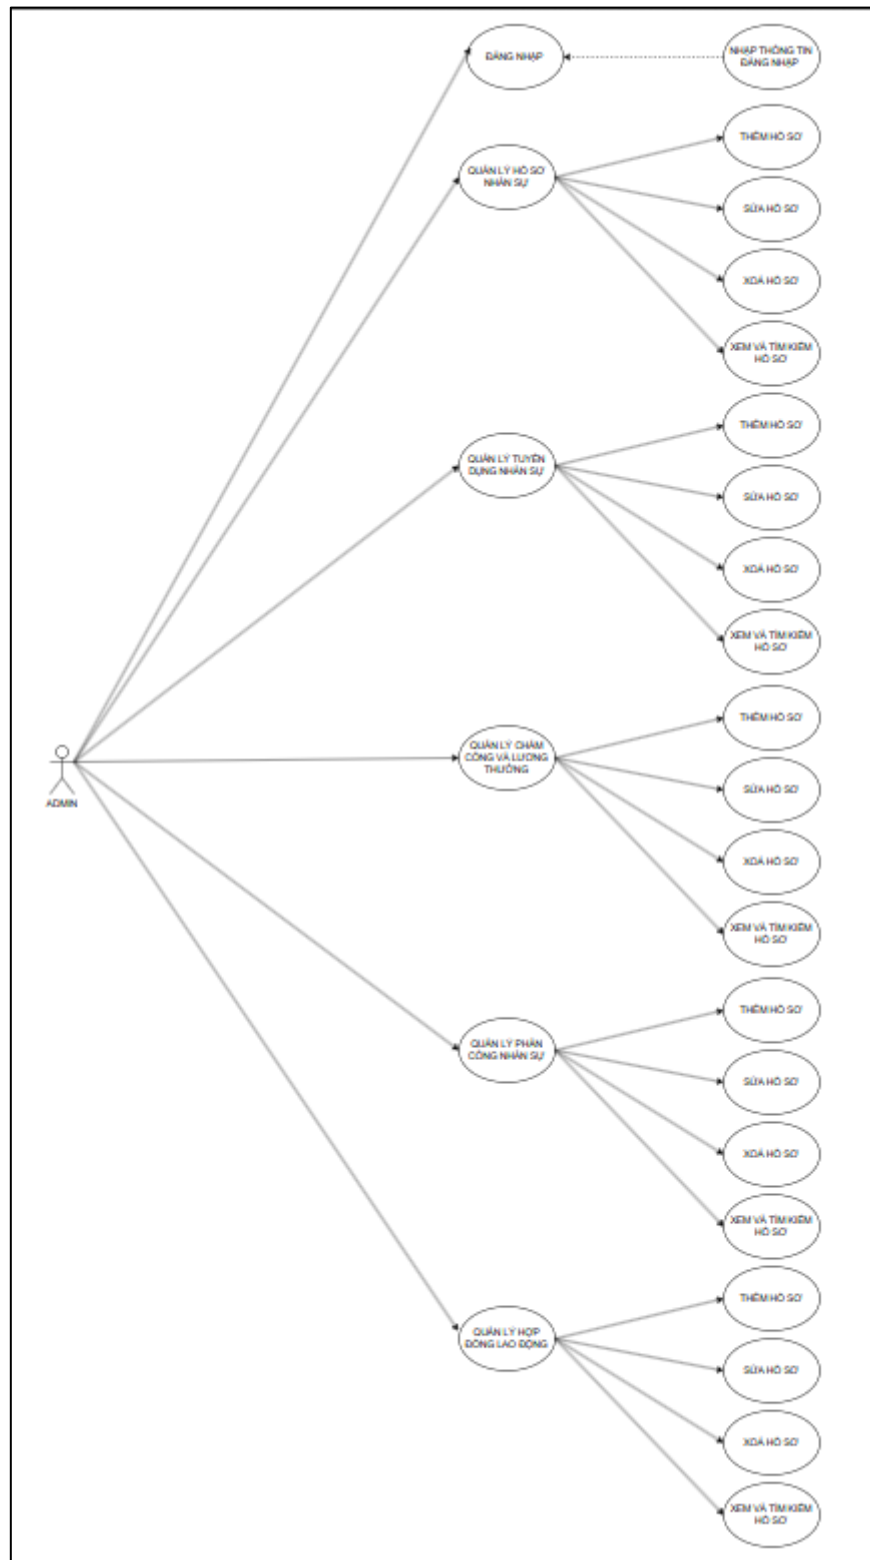 ĐĂNG NHẬP
NHẬP THÔNG TIN
ĐĂNG NHẬP
QUẢN LÝ HỒ SƠ
NHÂN SỰ
THÊM HỒ SƠ
SỬA HỒ SƠ
XOÁ HỒ SƠ
XEM VÀ TÌM KIẾM
HỒ SƠ
QUẢN LÝ TUYỂN
DỤNG NHÂN SỰ
THÊM HỒ SƠ
SỬA HỒ SƠ
XOÁ HỒ SƠ
XEM VÀ TÌM KIẾM
HỒ SƠ
ADMIN
QUẢN LÝ CHẤM
CÔNG VÀ LƯƠNG
THƯỞNG
THÊM HỒ SƠ
SỬA HỒ SƠ
XOÁ HỒ SƠ
XEM VÀ TÌM KIẾM
HỒ SƠ
QUẢN LÝ PHÂN
CÔNG NHÂN SỰ
THÊM HỒ SƠ
SỬA HỒ SƠ
XOÁ HỒ SƠ
XEM VÀ TÌM KIẾM
HỒ SƠ
QUẢN LÝ HỢP
ĐỒNG LAO ĐỘNG
THÊM HỒ SƠ
SỬA HỒ SƠ
XOÁ HỒ SƠ
XEM VÀ TÌM KIẾM
HỒ SƠ